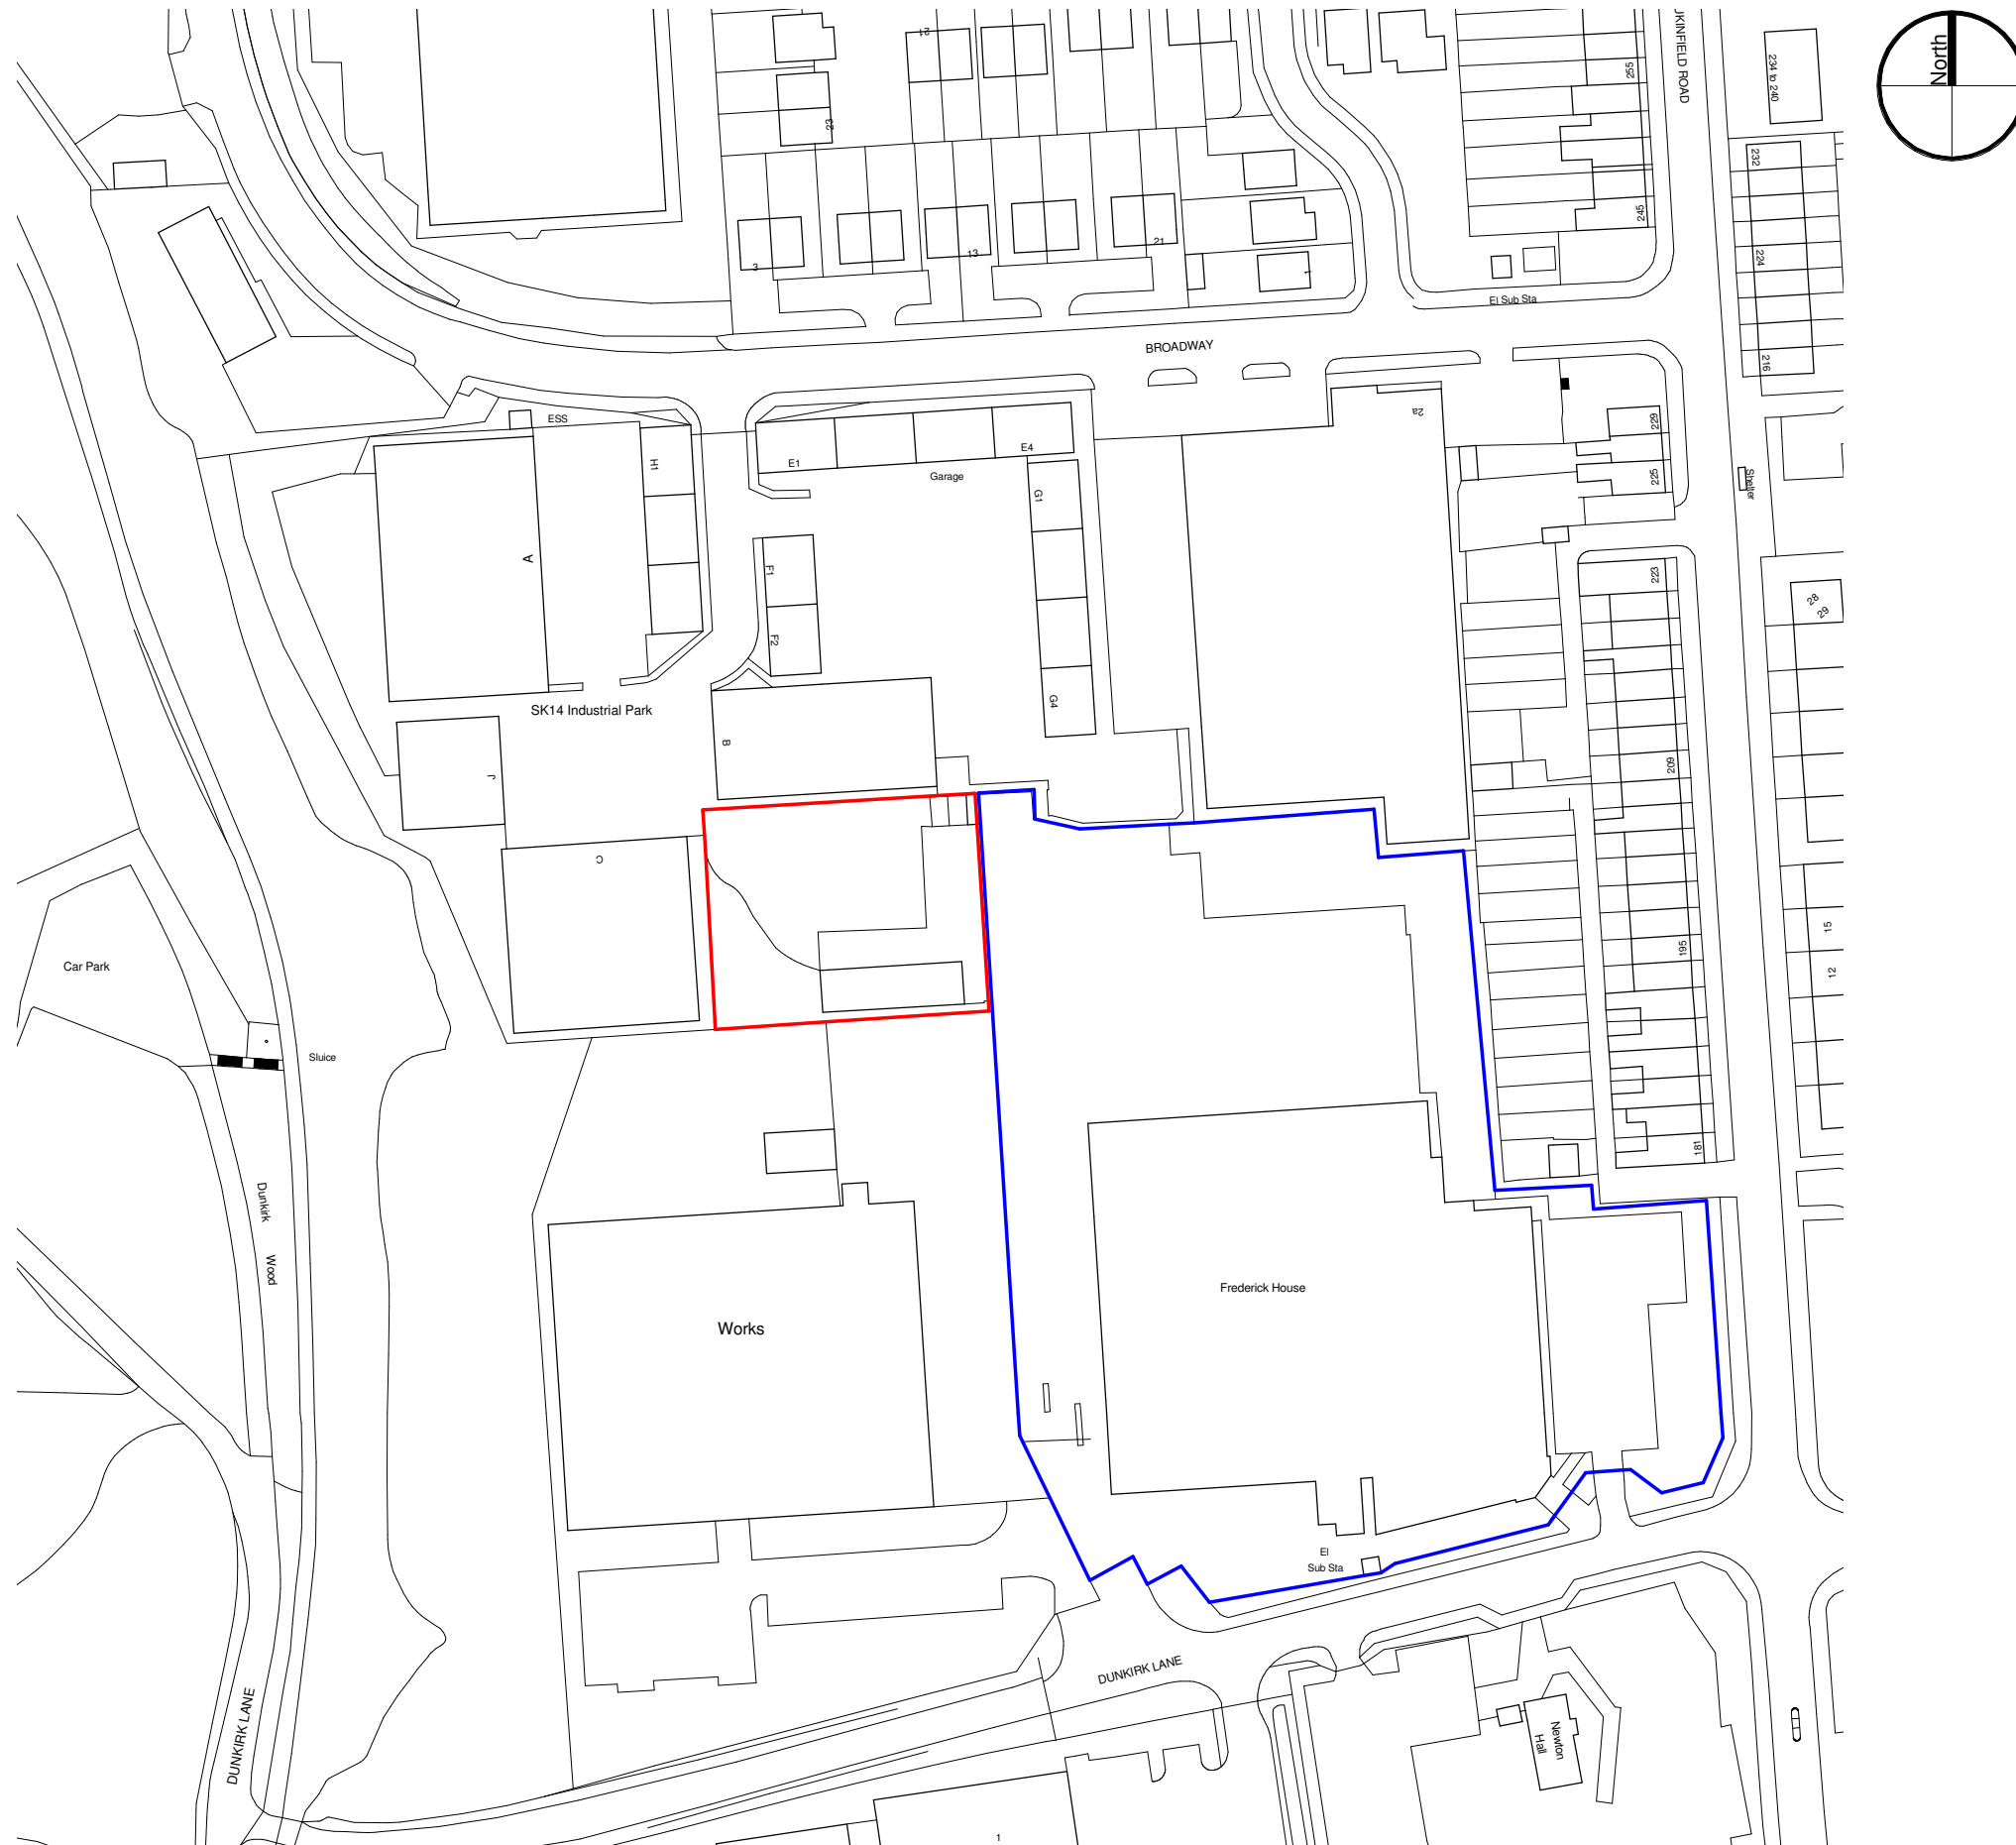 North
UKINFIELD ROAD
234 to 240
21
255
23
232
245
224
3
13
21
1
El Sub Sta
BROADWAY
216
2a
ESS
229
H1
E1
E4
Garage
225
Shelter
G1
A
F1
223
28
29
F2
G4
SK14 Industrial Park
B
J
209
C
15
195
Car Park
12
Sluice
181
Dunkirk
Wood
Frederick House
Works
El
Sub Sta
DUNKIRK LANE
DUNKIRK LANE
Newton
Hall
1